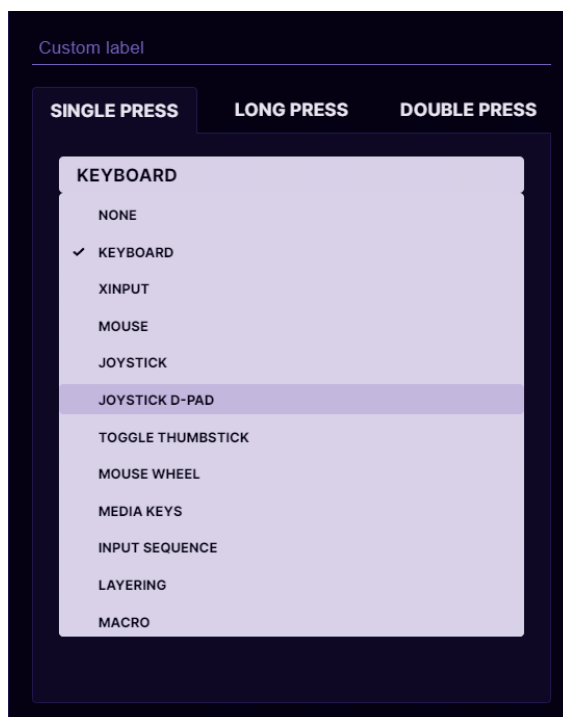 Custom label
SINGLE PRESS LONG PRESS DOUBLE PRESS
KEYBOARD
NONE
KEYBOARD
XINPUT
MOUSE
JOYSTICK
JOYSTICK D-PAD
TOGGLE THUMBSTICK
MOUSE WHEEL
MEDIA KEYS
INPUT SEQUENCE
LAYERING
MACRO